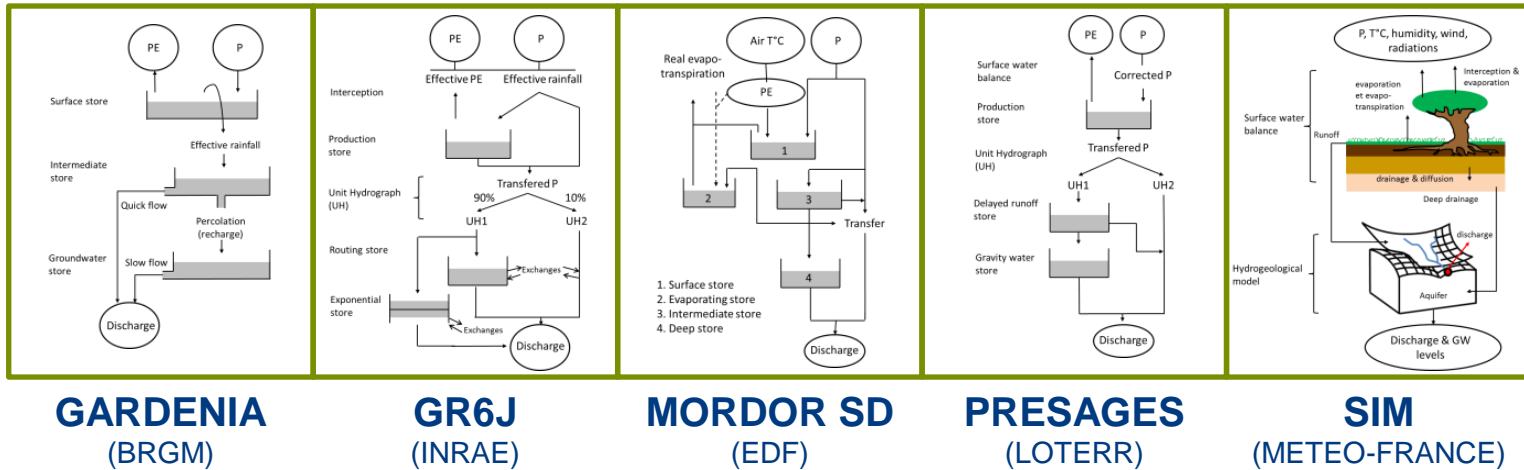 PE
P
Surface store
Effective rainfall
Intermediate
store
Quick flow
Percolation
(recharge)
Groundwater
store
Slow flow
Discharge
PE
P
Effective PE
Effective rainfall
Interception
Production
store
Transfered P
Unit Hydrograph
(UH)
90%
10%
UH1
UH2
Routing store
Exchanges
Exponential
store
Exchanges
Discharge
Air T°C
P
Real evapo-
transpiration
PE
1
2
3
Transfer
4
1. Surface store
2. Evaporating store
3. Intermediate store
4. Deep store
Discharge
PE
P
Surface water
balance
Corrected P
Production
store
Transfered P
Unit Hydrograph
(UH)
UH1
UH2
Delayed runoff
store
Gravity water
store
Discharge
P, T°C, humidity, wind,
radiations
Interception &
evaporation
evaporation
et evapo-
transpiration
Surface water
balance
Runoff
drainage & diffusion
Deep drainage
discharge
Hydrogeological
model
Aquifer
Discharge & GW
levels
GARDENIA
(BRGM)
GR6J
(INRAE)
MORDOR SD
(EDF)
PRESAGES
(LOTERR)
SIM
(METEO-FRANCE)